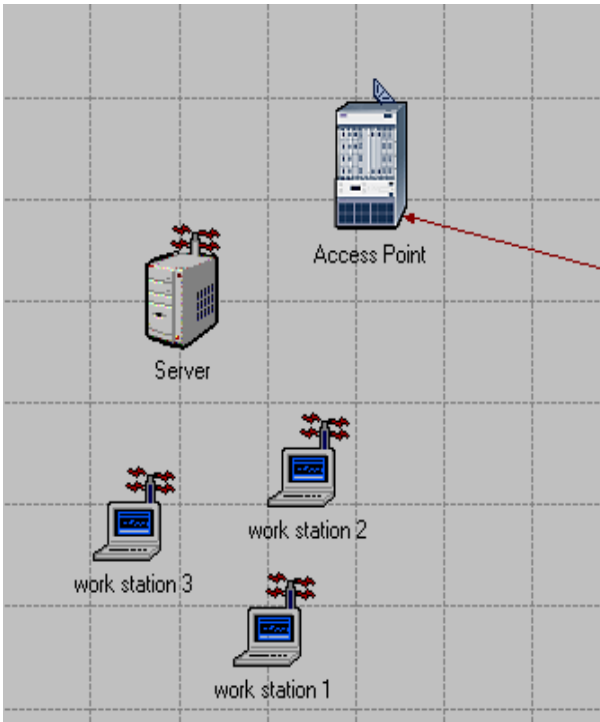 Access Point
Server
work station 2
work station 3
work station 1